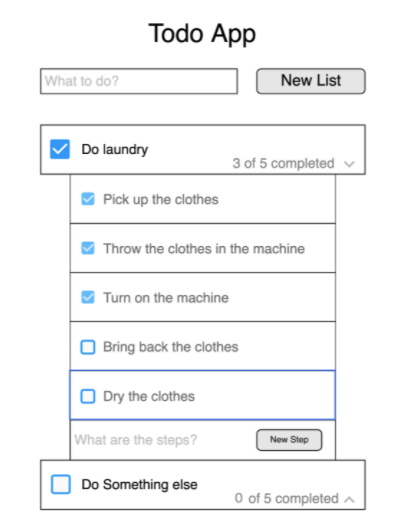 Todo App
What to do?
New List
Do laundry
3 of 5 completed
Pick up the clothes
Throw the clothes in the machine
Turn on the machine
Bring back the clothes
Dry the clothes
What are the steps?
New Step
Do Something else
0 of 5 completed